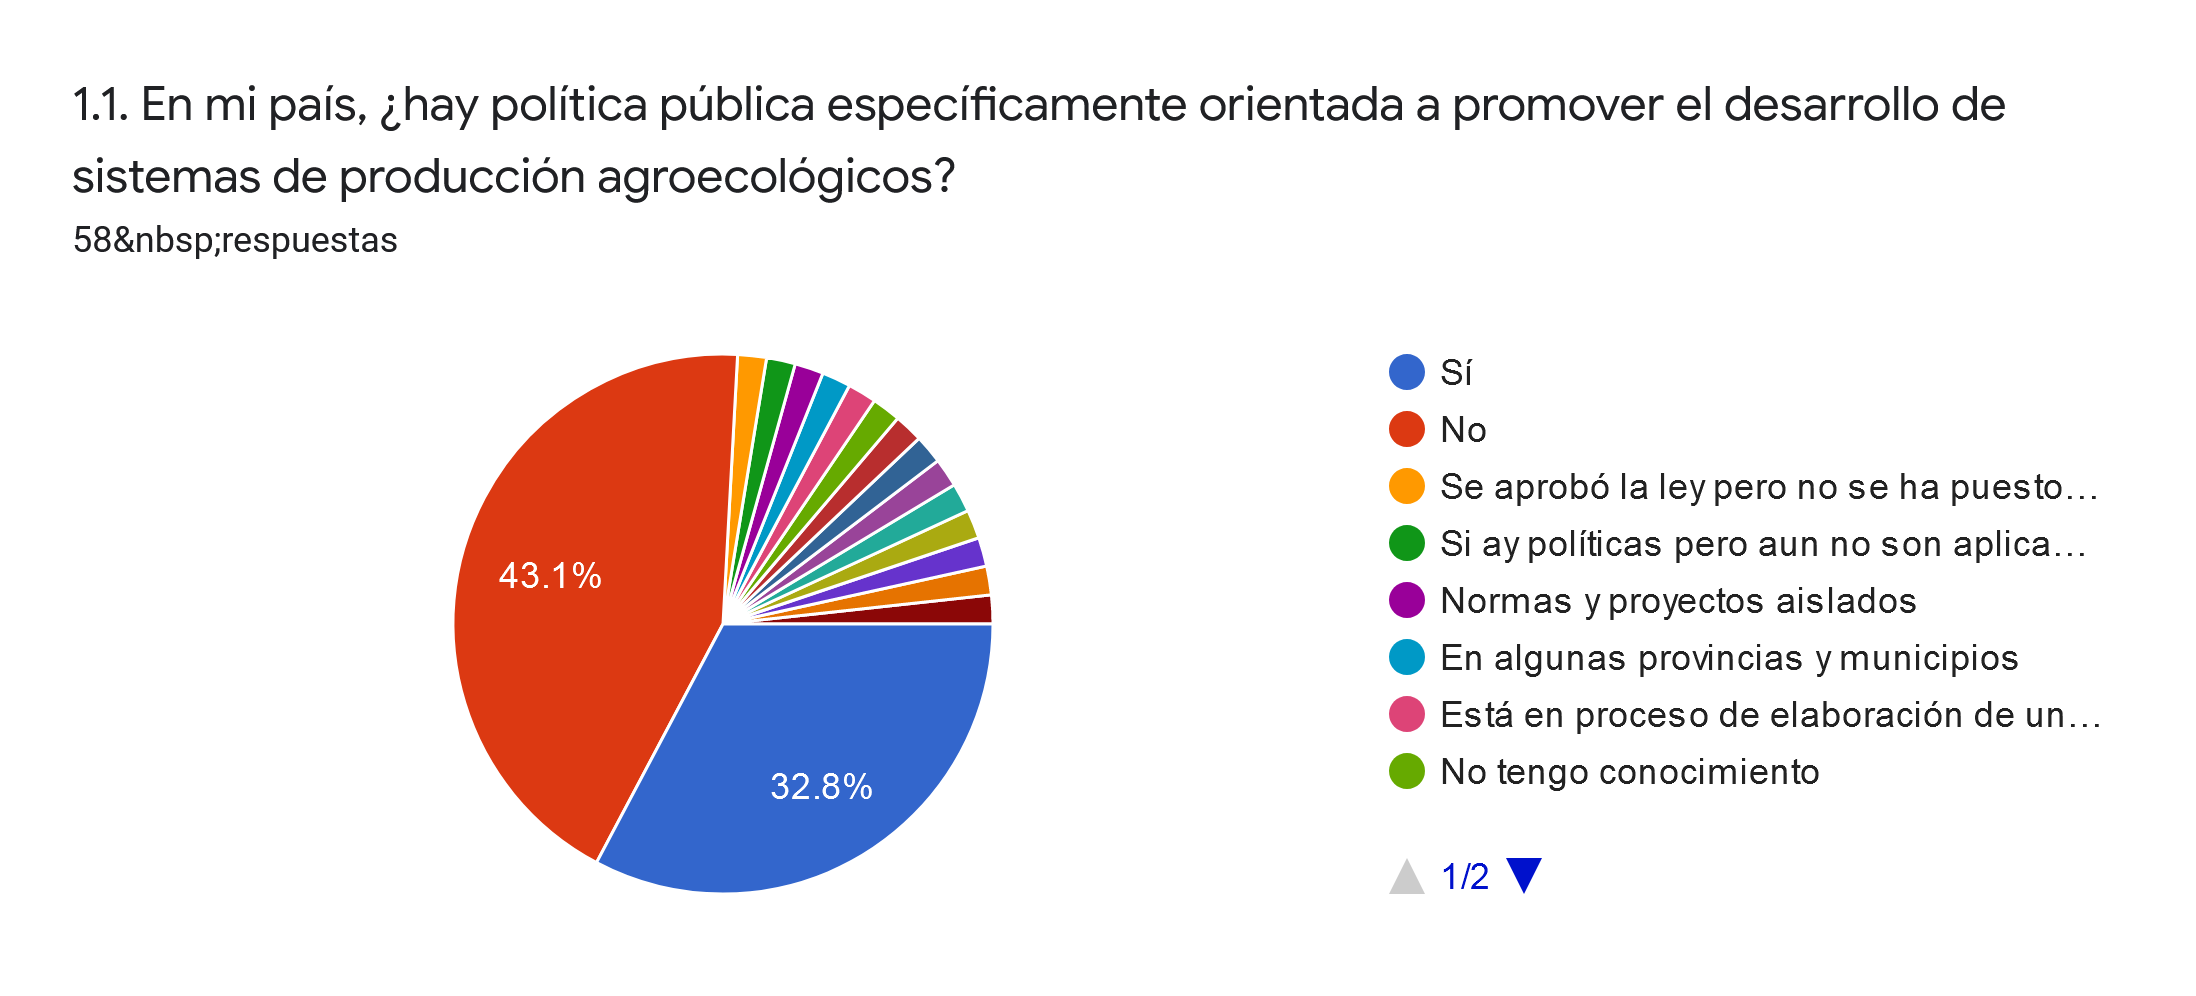 1.1. En mi país, ¿hay política pública específicamente orientada a promover el desarrollo de
sistemas de producción agroecológicos?
58&nbsp;respuestas
43.1%
32.8%
Sí
No
Se aprobó la ley pero no se ha puesto…
Si ay políticas pero aun no son aplica…
Normas y proyectos aislados
En algunas provincias y municipios
Está en proceso de elaboración de un…
No tengo conocimiento
1/2